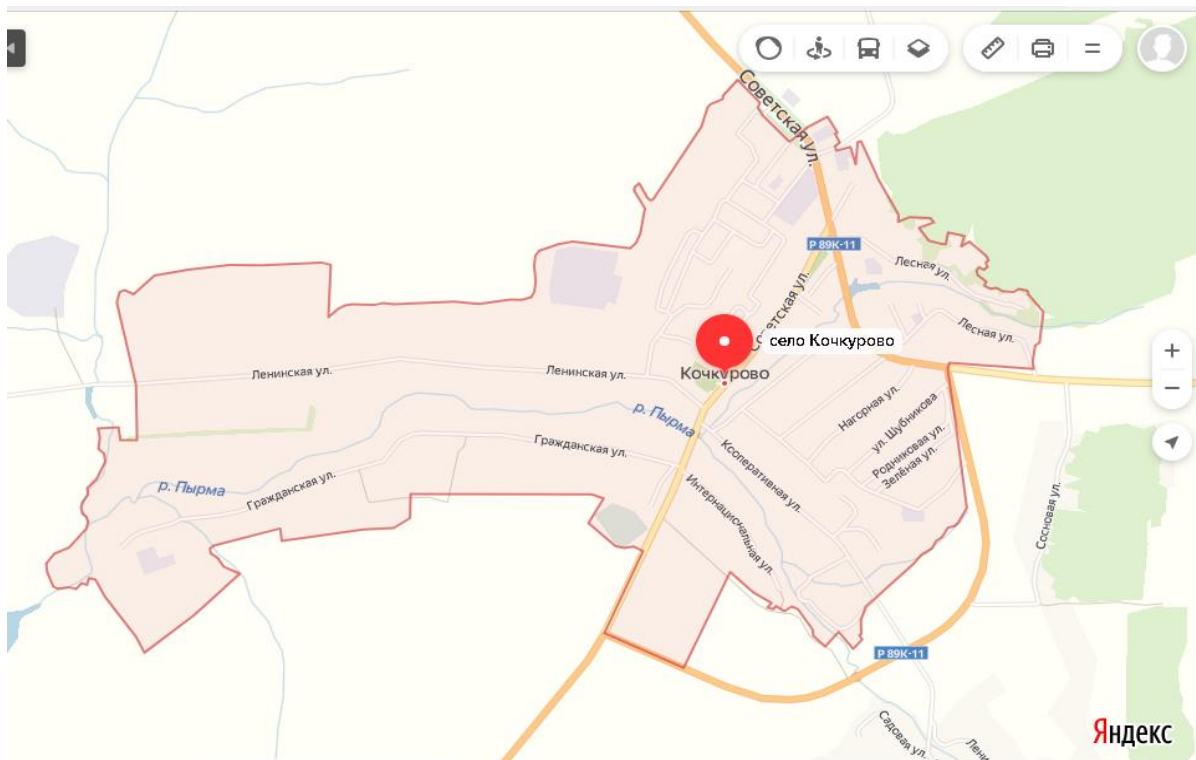 Советская ул.
Р 89К-11
Лесная ул.
Советская ул.
село Кочкурово
Лесная ул.
Ленинская ул.
Ленинская ул.
Кочкурово
Нагорная ул.
р. Пырма
ул. Шубникова
Гражданская ул.
Родниковая ул.
Зелёная ул.
Кооперативная ул.
Интернациональная ул.
р. Пырма
Гражданская ул.
Сосновая ул.
Р 89К-11
Садовая ул.
Лени
Яндекс